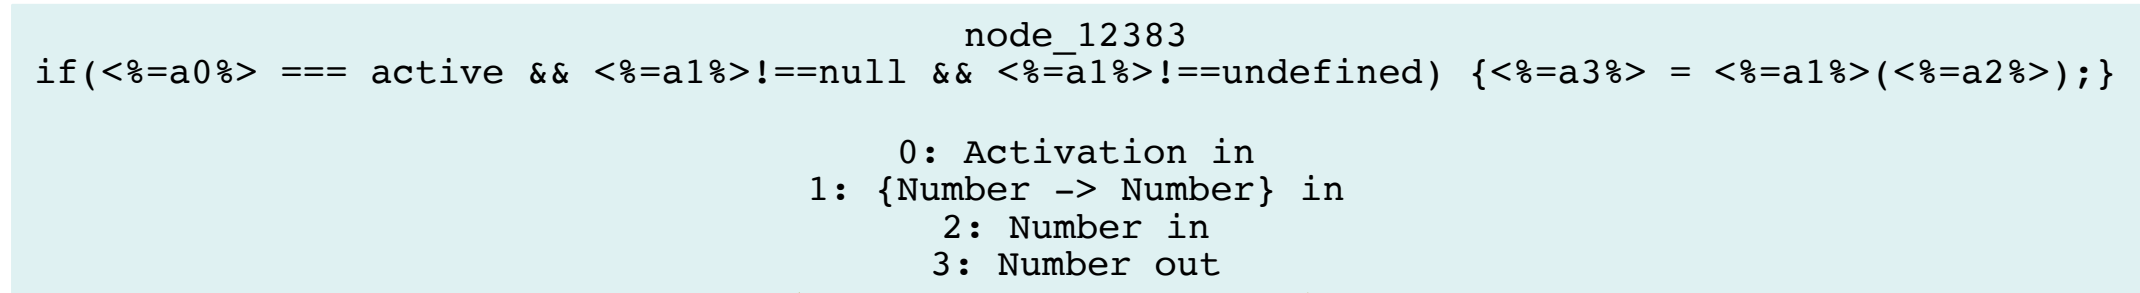 node_12383
if(<%=a0%> === active && <%=a1%>!==null && <%=a1%>!==undefined) {<%=a3%> = <%=a1%>(<%=a2%>);}
0: Activation in
1: {Number -> Number} in
2: Number in
3: Number out